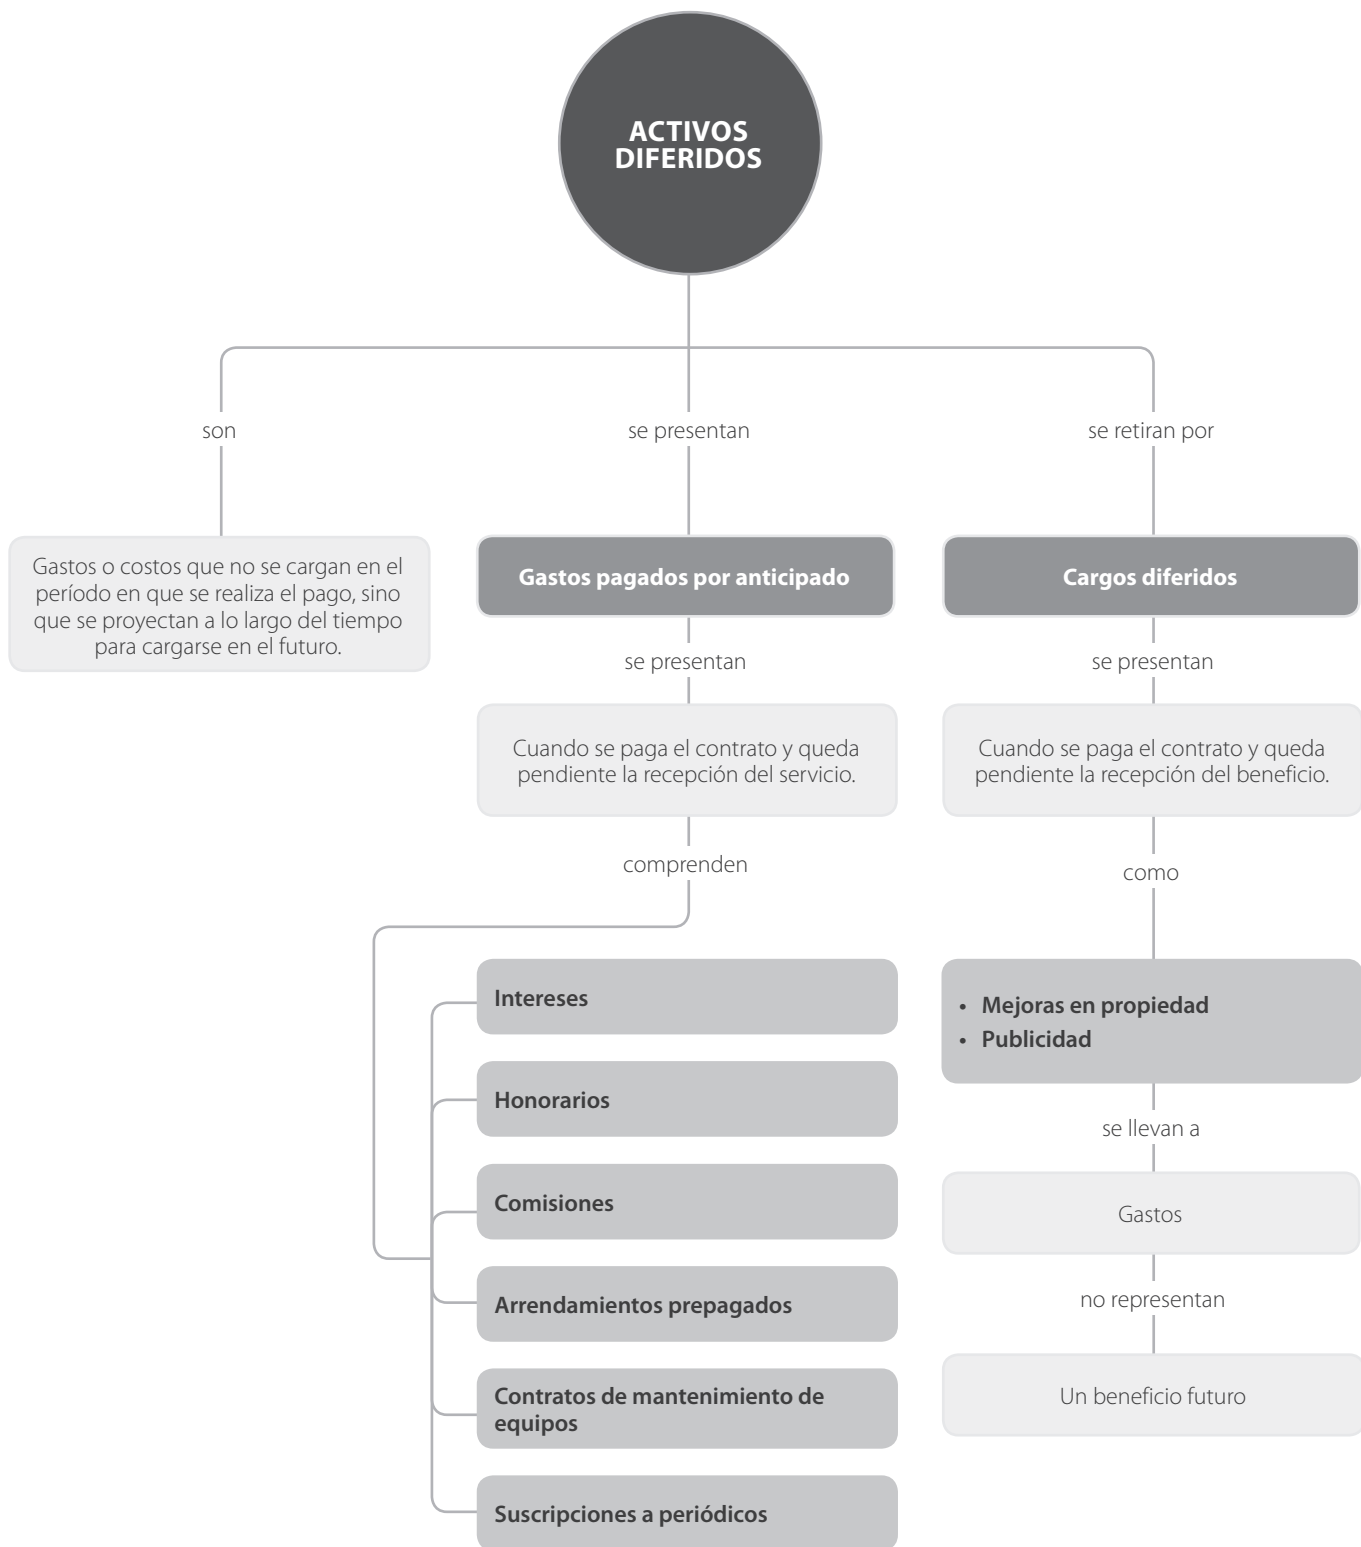 ACTIVOS
DIFERIDOS
son
se presentan
se retiran por
Gastos o costos que no se cargan en el
período en que se realiza el pago, sino
que se proyectan a lo largo del tiempo
para cargarse en el futuro.
Gastos pagados por anticipado
Cargos diferidos
se presentan
se presentan
Cuando se paga el contrato y queda
pendiente la recepción del servicio.
Cuando se paga el contrato y queda
pendiente la recepción del beneficio.
comprenden
como
Intereses
Honorarios
Comisiones
Arrendamientos prepagados
Contratos de mantenimiento de
equipos
Suscripciones a periódicos
• Mejoras en propiedad
• Publicidad
se llevan a
Gastos
no representan
Un beneficio futuro